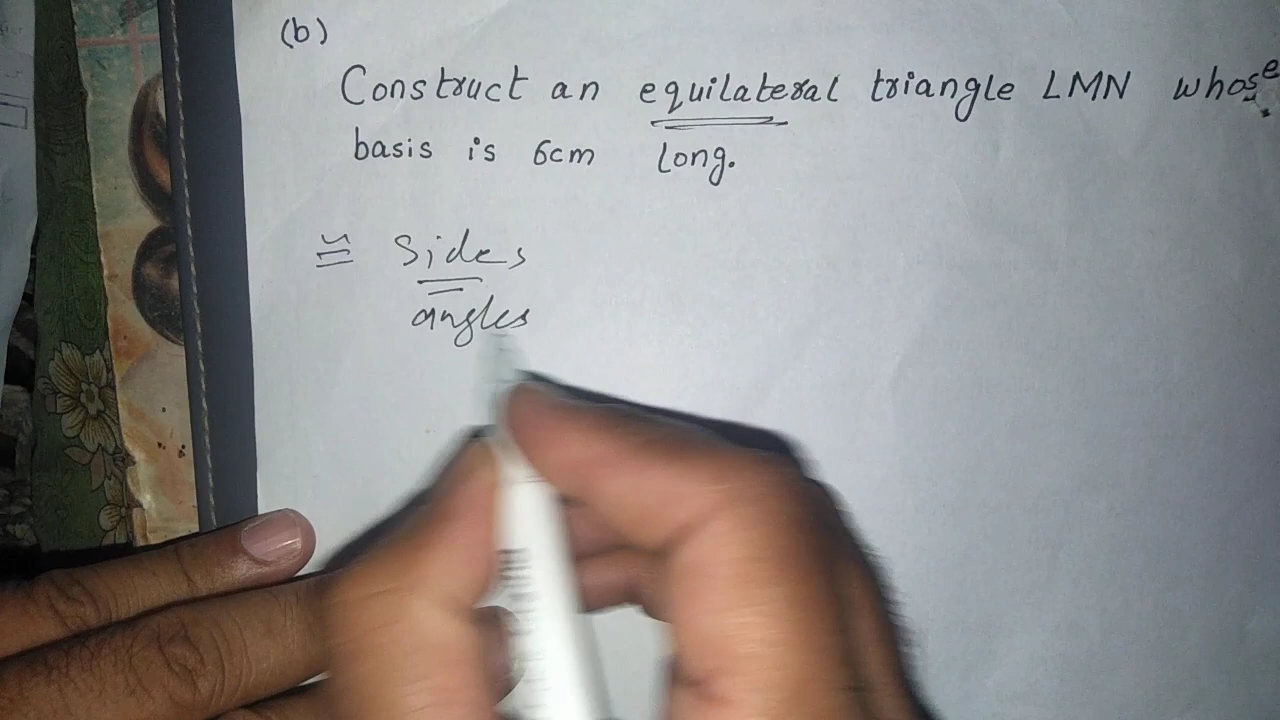 (b)
Construct an equilateral triangle LMN whose
basis is 6cm long.
≅ Sides
angles